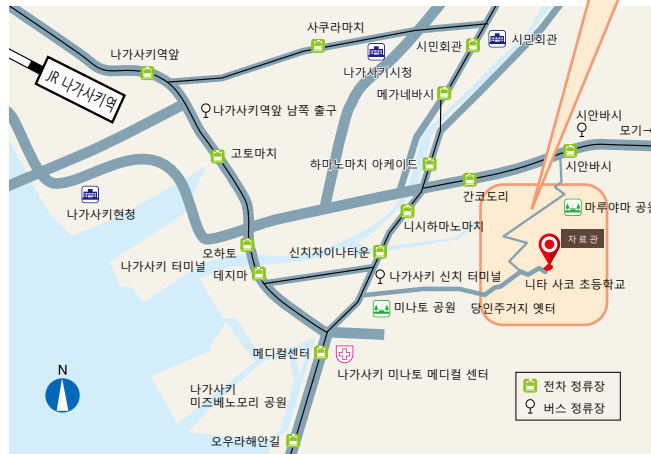 사쿠라마치
시민회관
시민회관
나가사키역앞
나가사키시청
JR 나가사키역
메가네바시
나가사키역앞 남쪽 출구
시안바시
모기→
고토마치
하마노마치 아케이드
시안바시
나가사키현청
간코도리
마루야마 공원
니시하마노마치
자료관
오하토
신치차이나타운
나가사키 터미널
데지마
나가사키 신치 터미널
니타 사코 초등학교
미나토 공원
당인주거지 옛터
메디컬센터
나가사키 미나토 메디컬 센터
N
나가사키
미즈베노모리 공원
전차 정류장
버스 정류장
오우라해안길